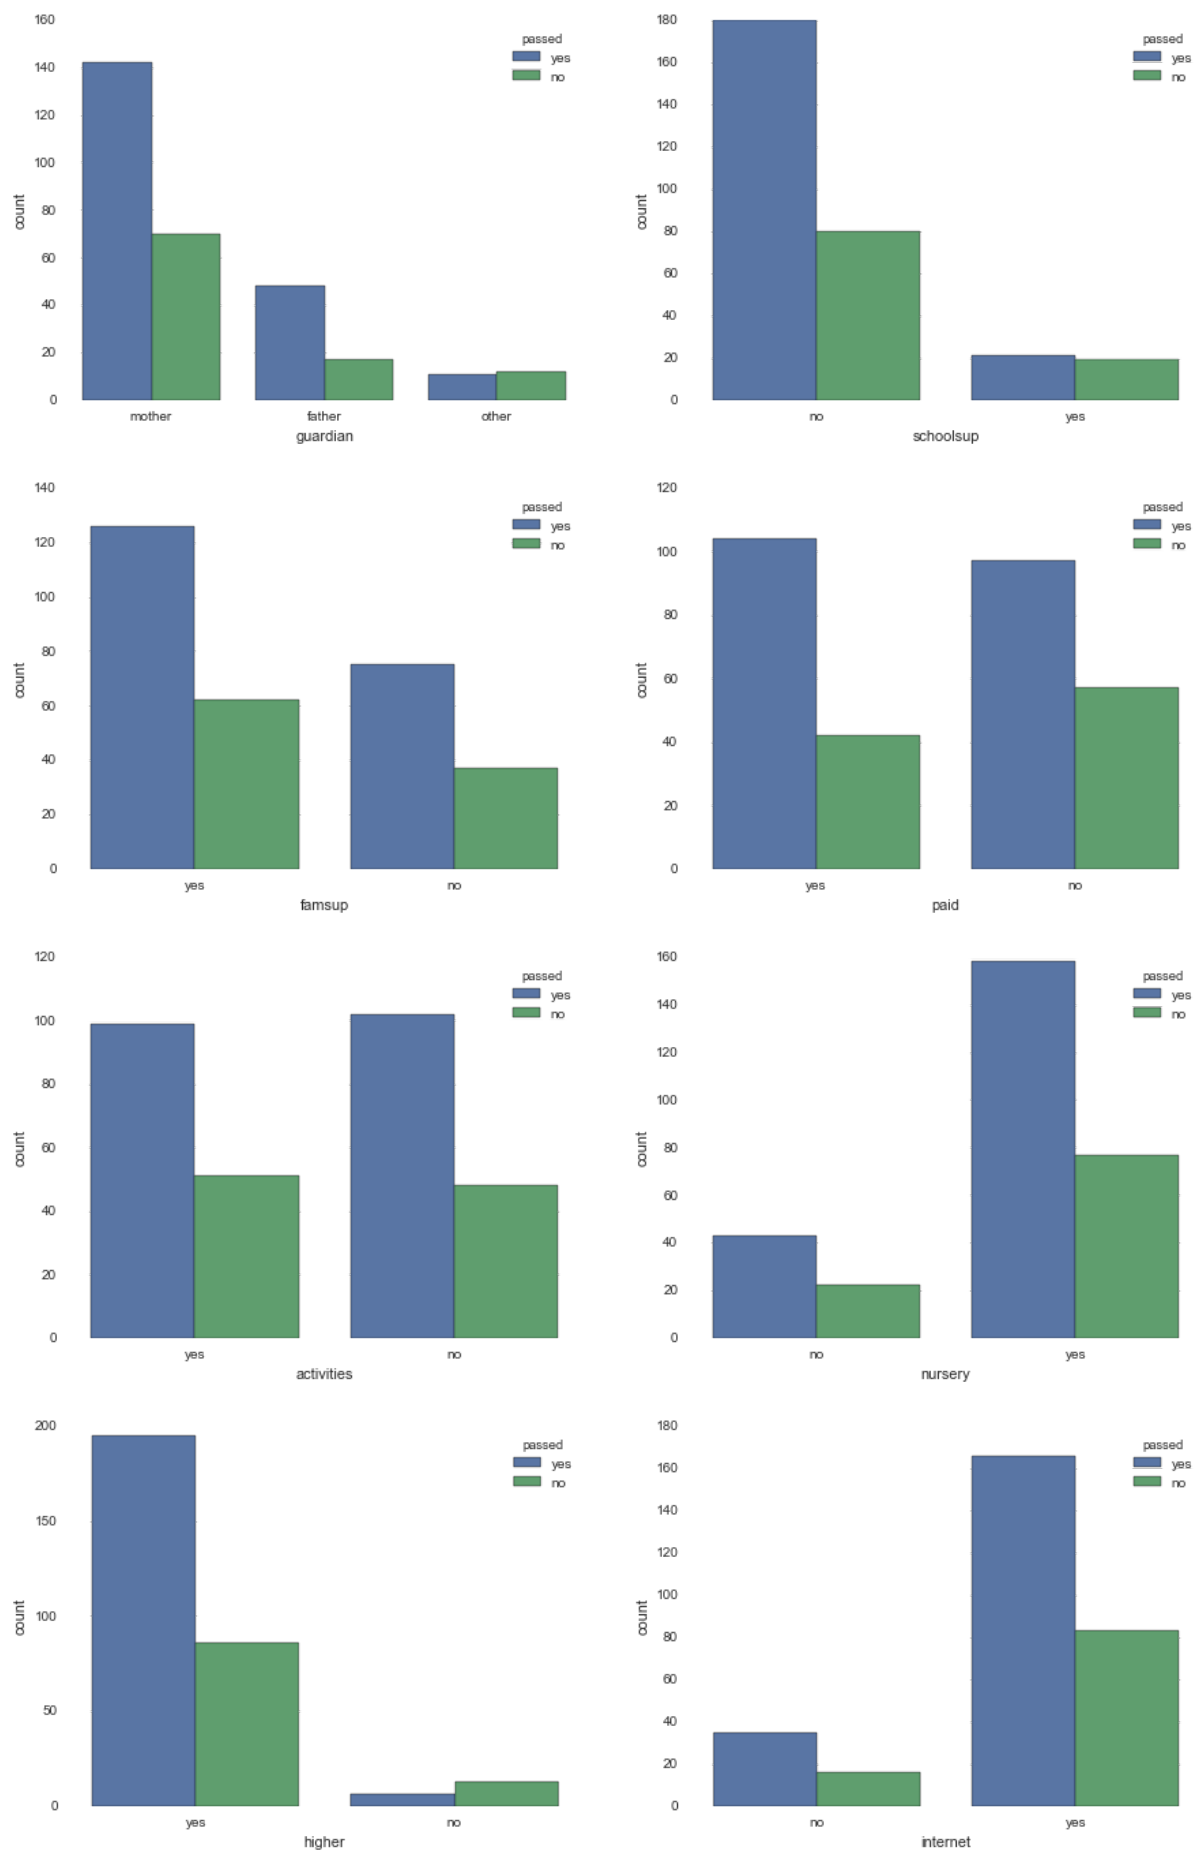 160
140
120
100
80
60
40
20
0
count
mother father other
guardian
passed
yes
no
180
160
140
120
100
80
60
40
20
0
count
no yes
schoolsup
passed
yes
no
140
120
100
80
60
40
20
0
count
yes no
famsup
passed
yes
no
120
100
80
60
40
20
0
count
yes no
paid
passed
yes
no
120
100
80
60
40
20
0
count
yes no
activities
passed
yes
no
160
140
120
100
80
60
40
20
0
count
no yes
nursery
passed
yes
no
200
150
100
50
0
count
yes no
higher
passed
yes
no
180
160
140
120
100
80
60
40
20
0
count
no yes
internet
passed
yes
no